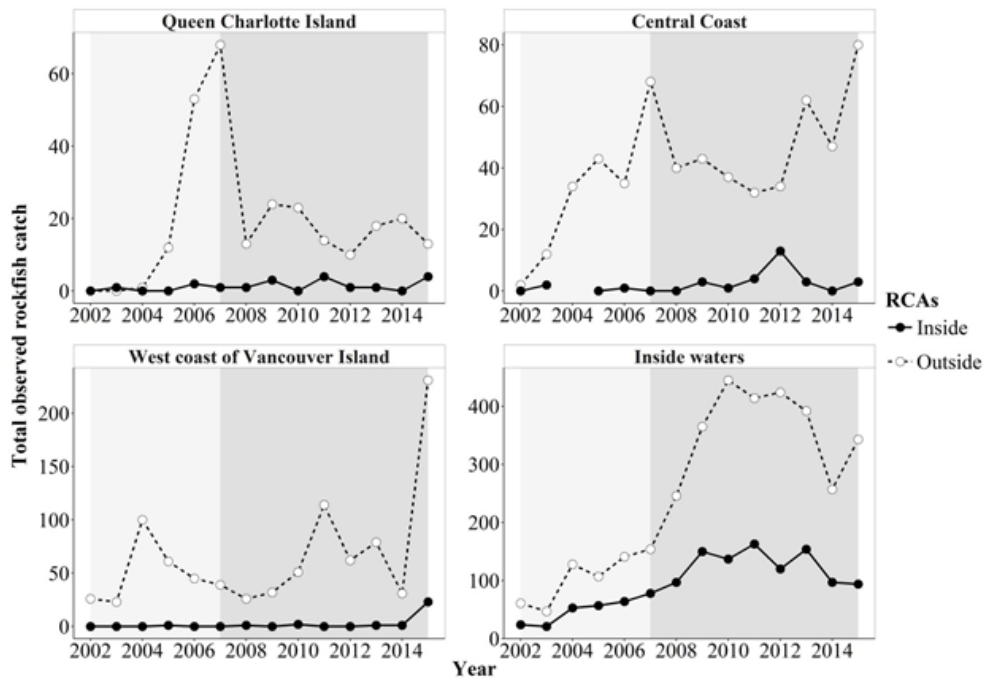 Queen Charlotte Island
Central Coast
60
40
20
0
80
60
40
20
0
2002 2004 2006 2008 2010 2012 2014
2002 2004 2006 2008 2010 2012 2014
RCAs
Inside
Outside
West coast of Vancouver Island
Inside waters
200
150
100
50
0
400
300
200
100
0
2002 2004 2006 2008 2010 2012 2014
2002 2004 2006 2008 2010 2012 2014
Total observed rockfish catch
Year